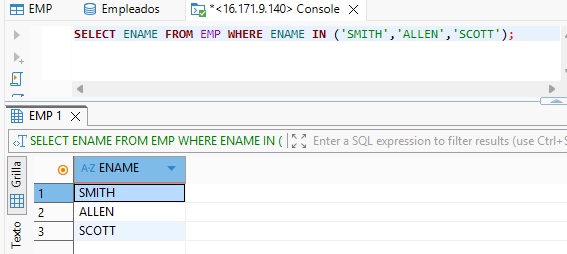 EMP Empleados *<16.171.9.140> Console X
SELECT ENAME FROM EMP WHERE ENAME IN ('SMITH','ALLEN','SCOTT');
EMP 1 X
SELECT ENAME FROM EMP WHERE ENAME IN ( Enter a SQL expression to filter results (use Ctrl+S
Grilla
Texto
A-Z ENAME
1 SMITH
2 ALLEN
3 SCOTT